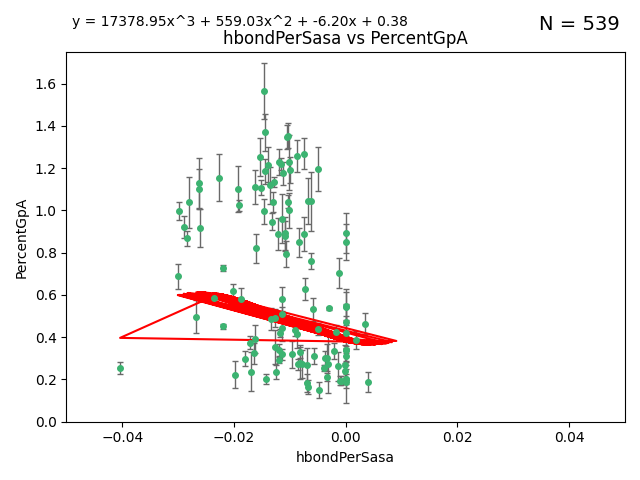 y = 17378.95x^3 + 559.03x^2 + -6.20x + 0.38
N = 539
hbondPerSasa vs PercentGpA
1.6
1.4
1.2
1.0
0.8
0.6
0.4
0.2
0.0
PercentGpA
−0.04
−0.02
0.00
0.02
0.04
hbondPerSasa